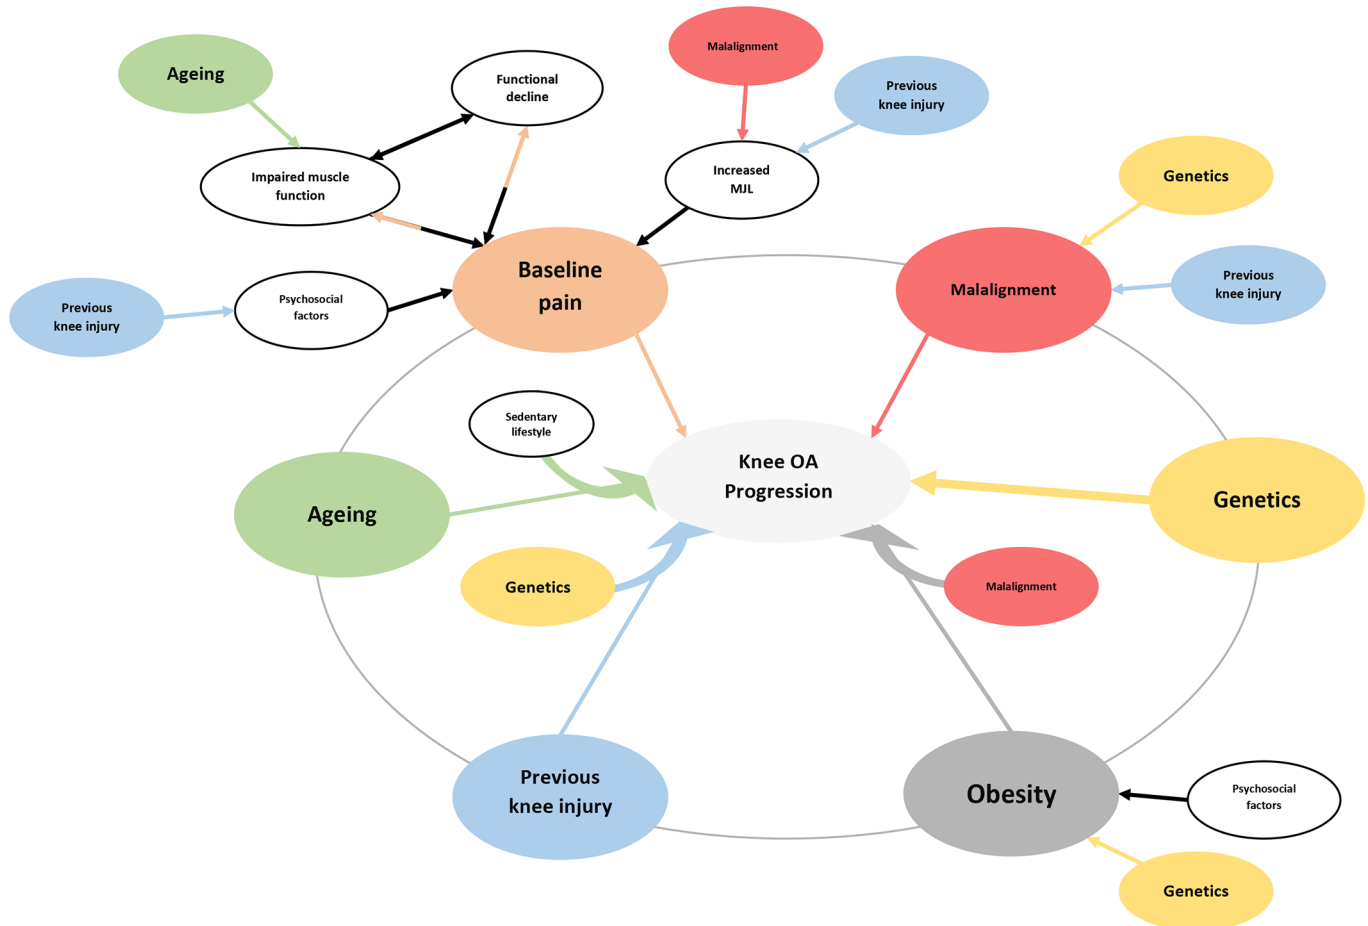 Malalignment
Ageing
Functional
decline
Previous
knee injury
Impaired muscle
function
Increased
MJL
Genetics
Baseline
pain
Malalignment
Previous
knee injury
Previous
knee injury
Psychosocial
factors
Sedentary
lifestyle
Knee OA
Progression
Ageing
Genetics
Genetics
Malalignment
Previous
knee injury
Obesity
Psychosocial
factors
Genetics